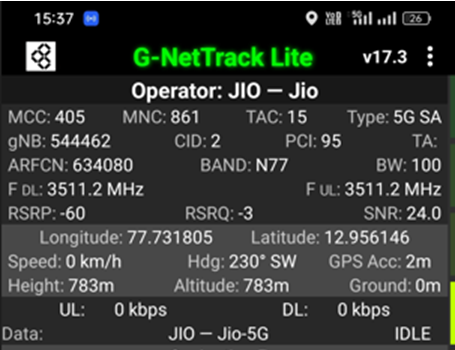 15:37 Vo)) LTE 5G 26
G-NetTrack Lite v17.3
Operator: JIO — Jio
MCC: 405 MNC: 861 TAC: 15 Type: 5G SA
gNB: 544462 CID: 2 PCI: 95 TA:
ARFCN: 634080 BAND: N77 BW: 100
F DL: 3511.2 MHz F UL: 3511.2 MHz
RSRP: -60 RSRQ: -3 SNR: 24.0
Longitude: 77.731805 Latitude: 12.956146
Speed: 0 km/h Hdg: 230° SW GPS Acc: 2m
Height: 783m Altitude: 783m Ground: 0m
UL: 0 kbps DL: 0 kbps
Data: JIO — Jio-5G IDLE